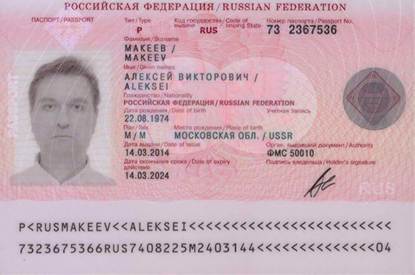 РОССИЙСКАЯ ФЕДЕРАЦИЯ / RUSSIAN FEDERATION
ПАСПОРТ/PASSPORT
Тип / Type Код государства / Code of issuing State Номер паспорта / Passport No.
P RUS 73 2367536
Фамилия / Surname
МАКЕЕВ /
MAKEEV
Имя / Given names
АЛЕКСЕЙ ВИКТОРОВИЧ /
ALEKSEI
Гражданство / Nationality
РОССИЙСКАЯ ФЕДЕРАЦИЯ / RUSSIAN FEDERATION
Дата рождения / Date of birth Учетная запись
22.08.1974
Пол / Sex Место рождения / Place of birth
М/M МОСКОВСКАЯ ОБЛ. / USSR
Дата выдачи / Date of issue Орган, выдавший документ / Authority
14.03.2014 ФМС 50010
Дата окончания срока / Date of expiry
действия Подпись владельца / Holder's signature
14.03.2024
Rus
P<RUSMAKEEV<<ALEKSEI<<<<<<<<<<<<<<<<<<<<<<<<
7323675366RUS7408225M2403144<<<<<<<<<<<<<<04